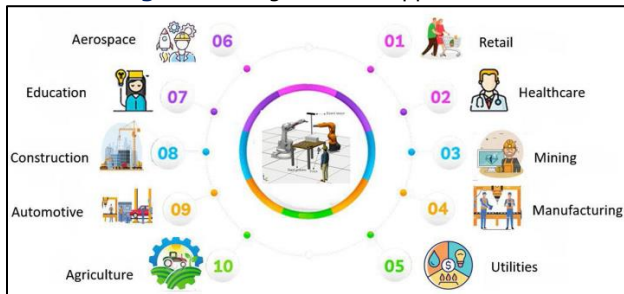 Aerospace
06
01
Retail
Education
07
02
Healthcare
Construction
08
03
Mining
Automotive
09
04
Manufacturing
Agriculture
10
05
Utilities